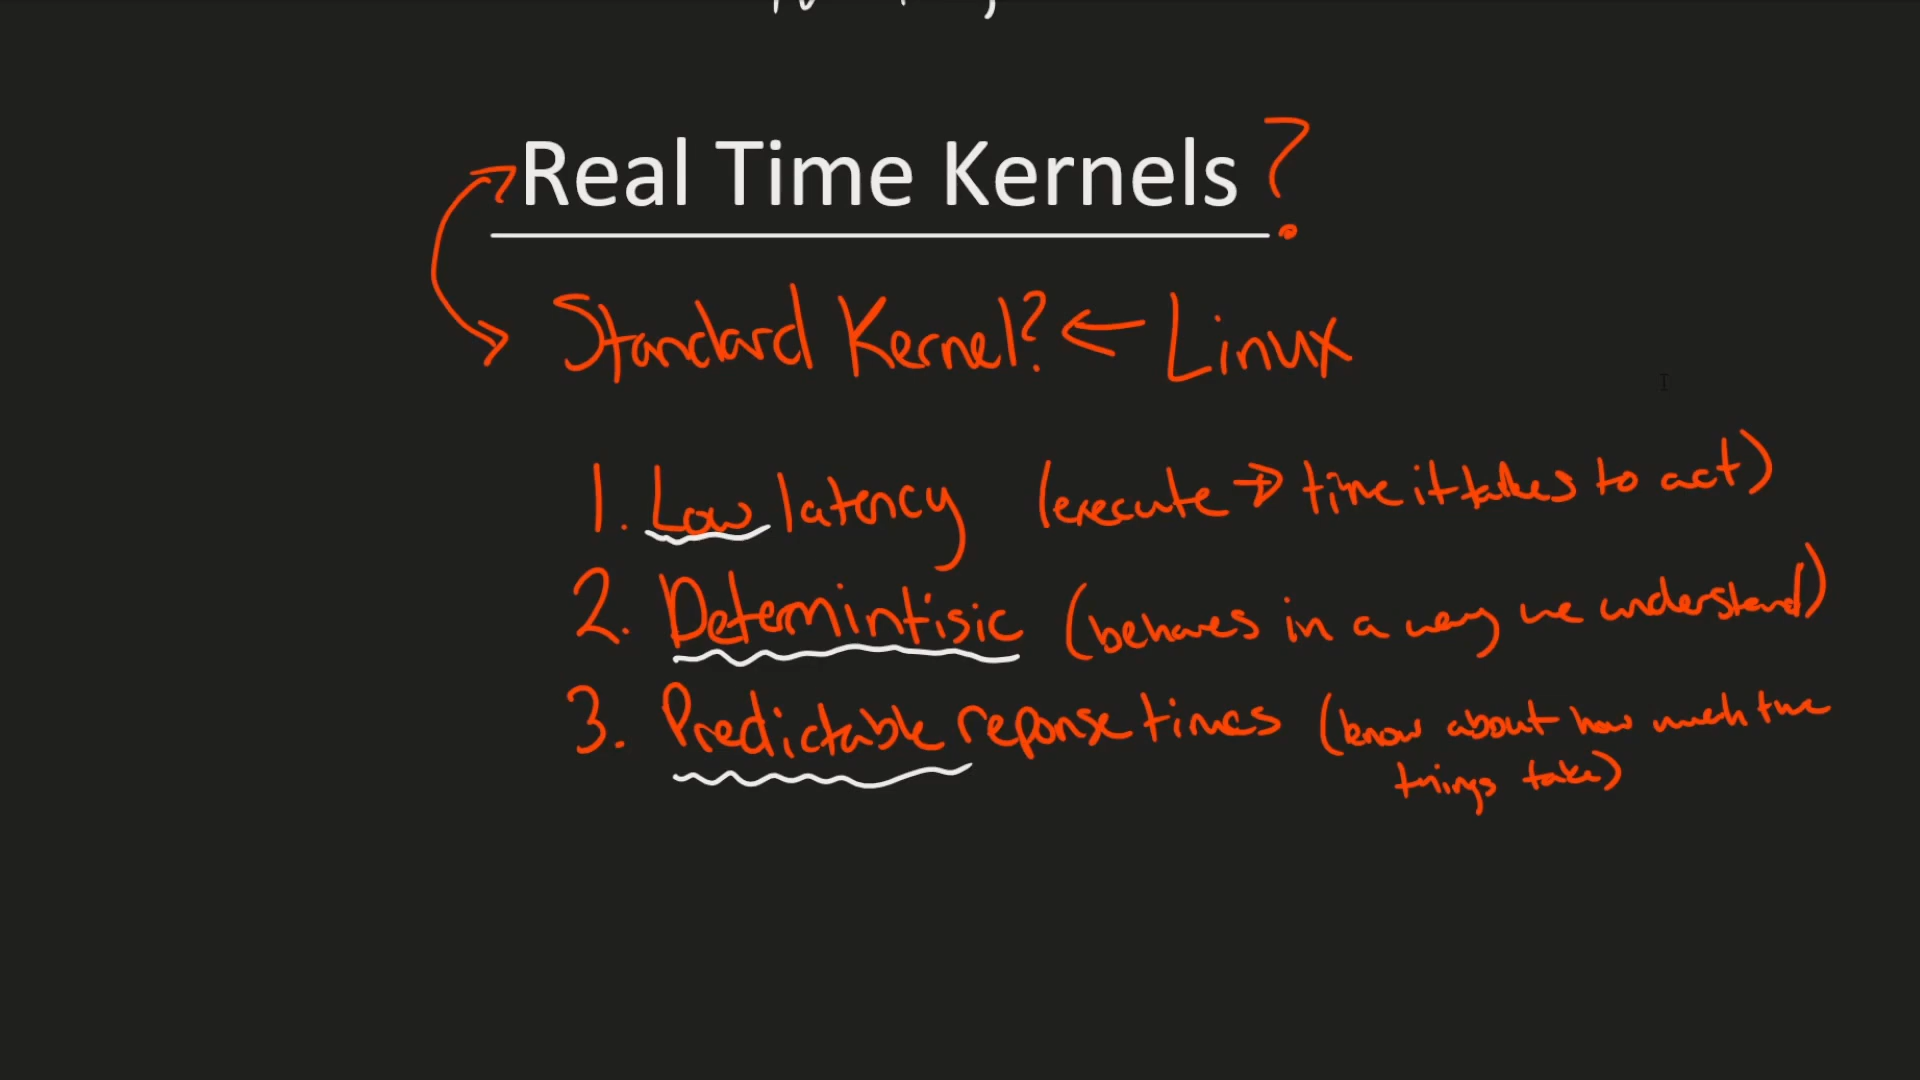 Real Time Kernels?
Standard Kernel? ← Linux
1. Low latency (execute → time it takes to act)
2. Determintisic (behaves in a way we understand)
3. Predictable reponse times (know about how much time
things take)